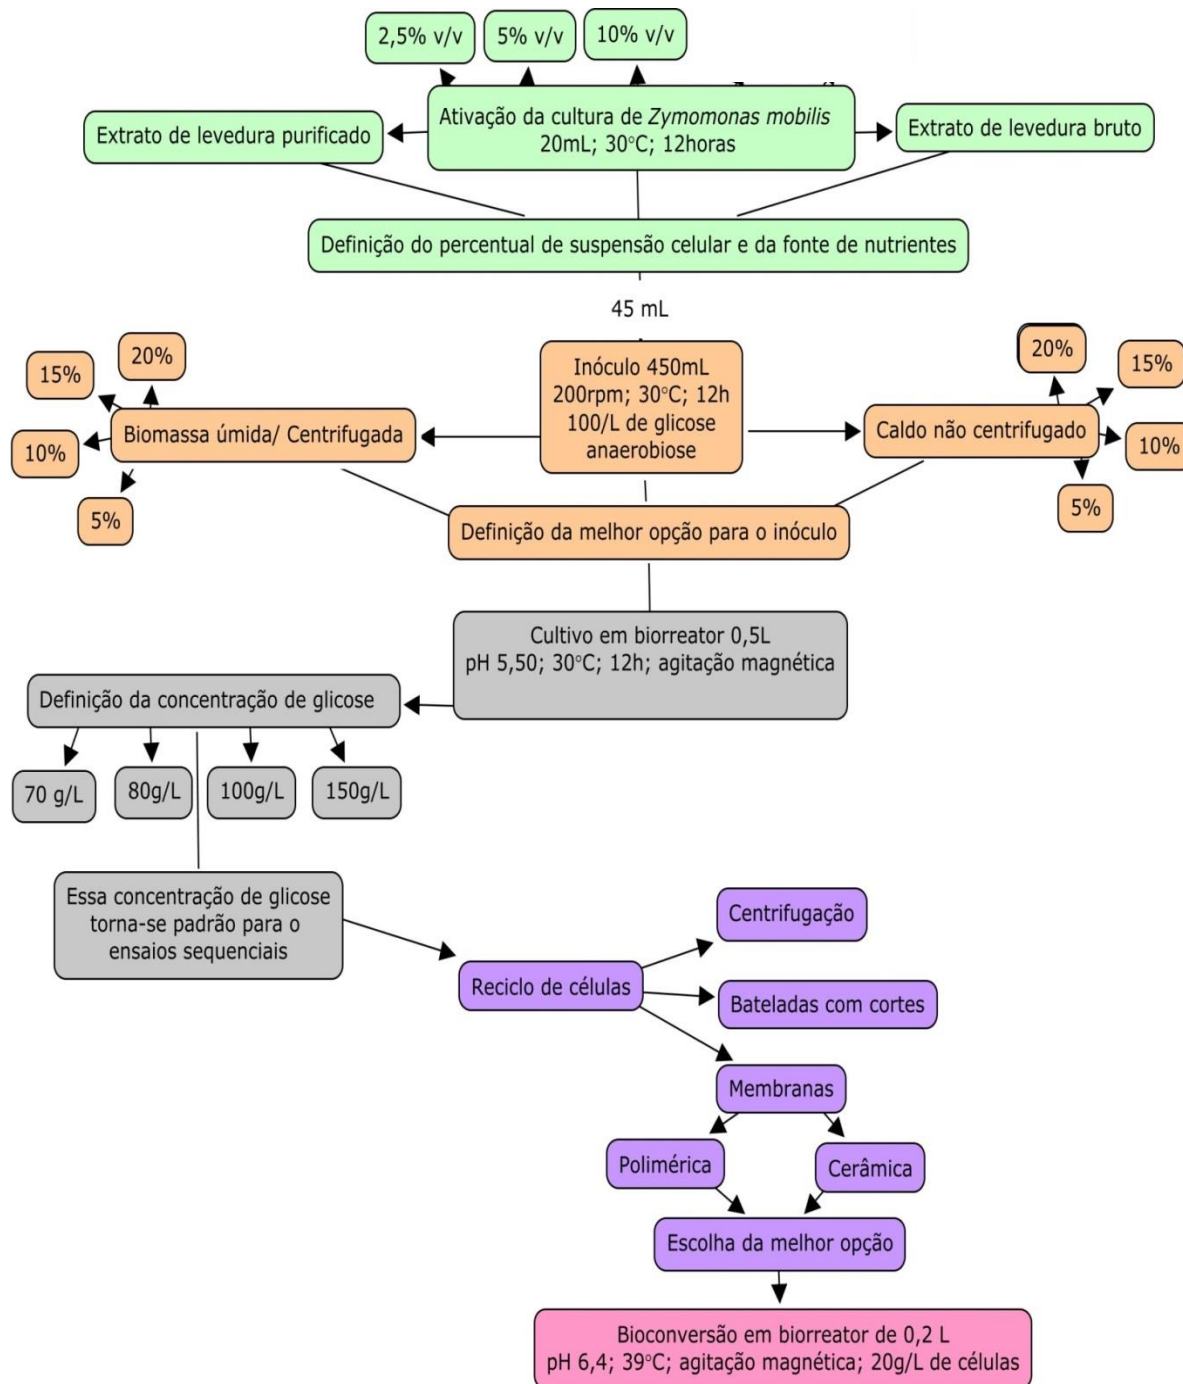 2,5% v/v
5% v/v
10% v/v
Ativação da cultura de Zymomonas mobilis
20mL; 30°C; 12horas
Extrato de levedura purificado
Extrato de levedura bruto
Definição do percentual de suspensão celular e da fonte de nutrientes
45 mL
Inóculo 450mL
200rpm; 30°C; 12h
100/L de glicose
anaerobiose
20%
15%
10%
5%
Biomassa úmida/ Centrifugada
20%
15%
10%
5%
Caldo não centrifugado
Definição da melhor opção para o inóculo
Cultivo em biorreator 0,5L
pH 5,50; 30°C; 12h; agitação magnética
Definição da concentração de glicose
70 g/L
80g/L
100g/L
150g/L
Essa concentração de glicose
torna-se padrão para o
ensaios sequenciais
Reciclo de células
Centrifugação
Bateladas com cortes
Membranas
Polimérica
Cerâmica
Escolha da melhor opção
Bioconversão em biorreator de 0,2 L
pH 6,4; 39°C; agitação magnética; 20g/L de células